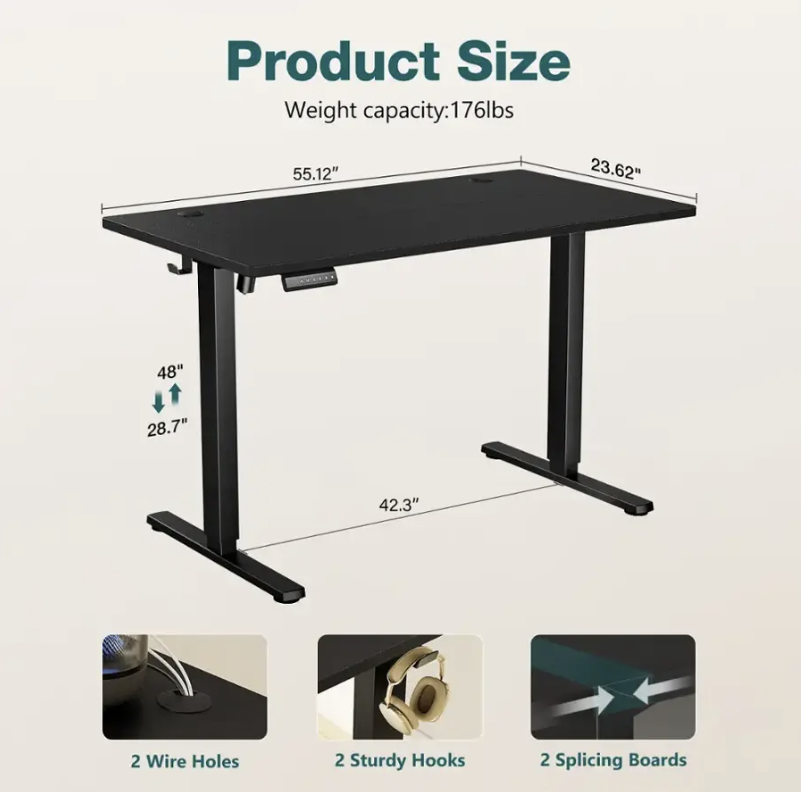 Product Size
Weight capacity:176lbs
55.12"
23.62"
48"
28.7"
42.3"
2 Wire Holes
2 Sturdy Hooks
2 Splicing Boards